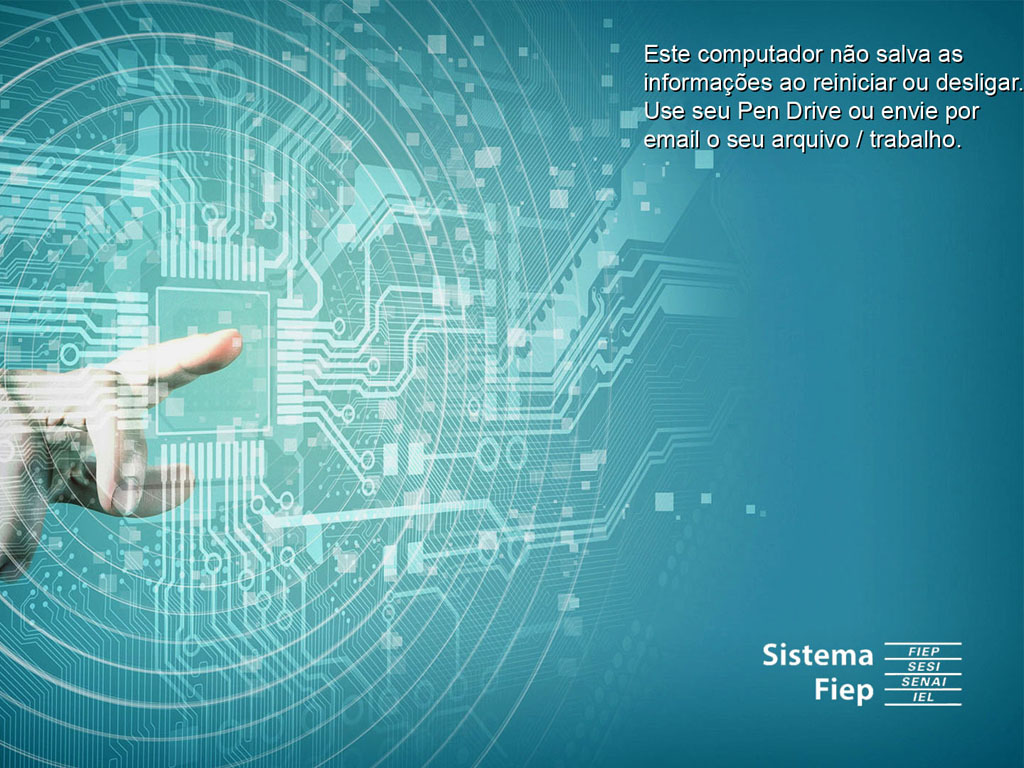 Este computador não salva as
informações ao reiniciar ou desligar.
Use seu Pen Drive ou envie por
email o seu arquivo / trabalho.
Sistema
Fiep
FIEP
SESI
SENAI
IEL